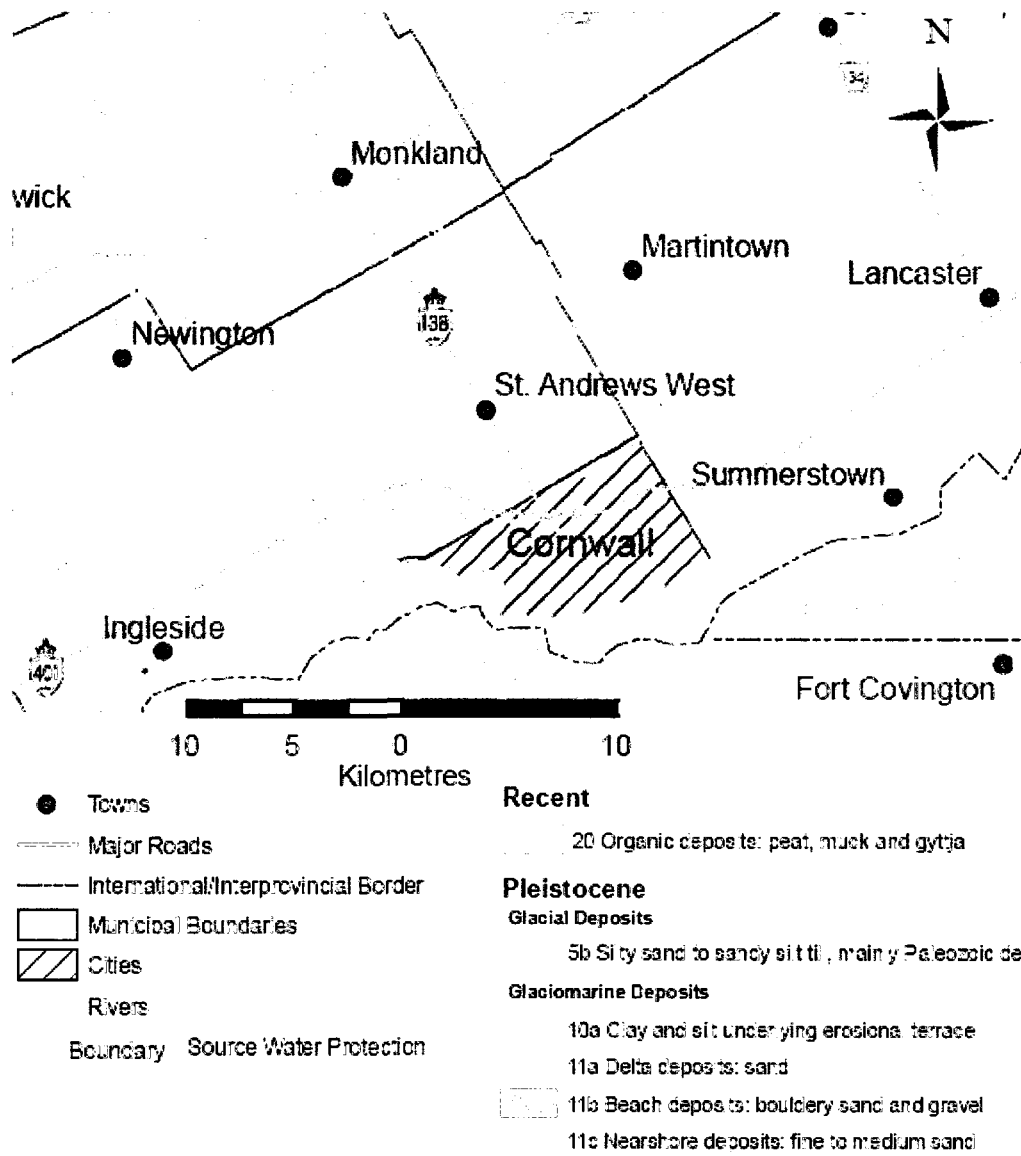 N
34
Monkland
wick
Martintown
Lancaster
138
Newington
St. Andrews West
Summerstown
Cornwall
Ingleside
401
Fort Covington
10 5 0 10
Kilometres
Towns
Major Roads
International/Interprovincial Border
Municipal Boundaries
Cities
Rivers
Boundary Source Water Protection
Recent
20 Organic deposits: peat, muck and gyttja
Pleistocene
Glacial Deposits
5b Silty sand to sandy silt till, mainly Paleozoic de
Glaciomarine Deposits
10a Clay and silt underlying erosional terrace
11a Delta deposits: sand
11b Beach deposits: bouldery sand and gravel
11c Nearshore deposits: fine to medium sand